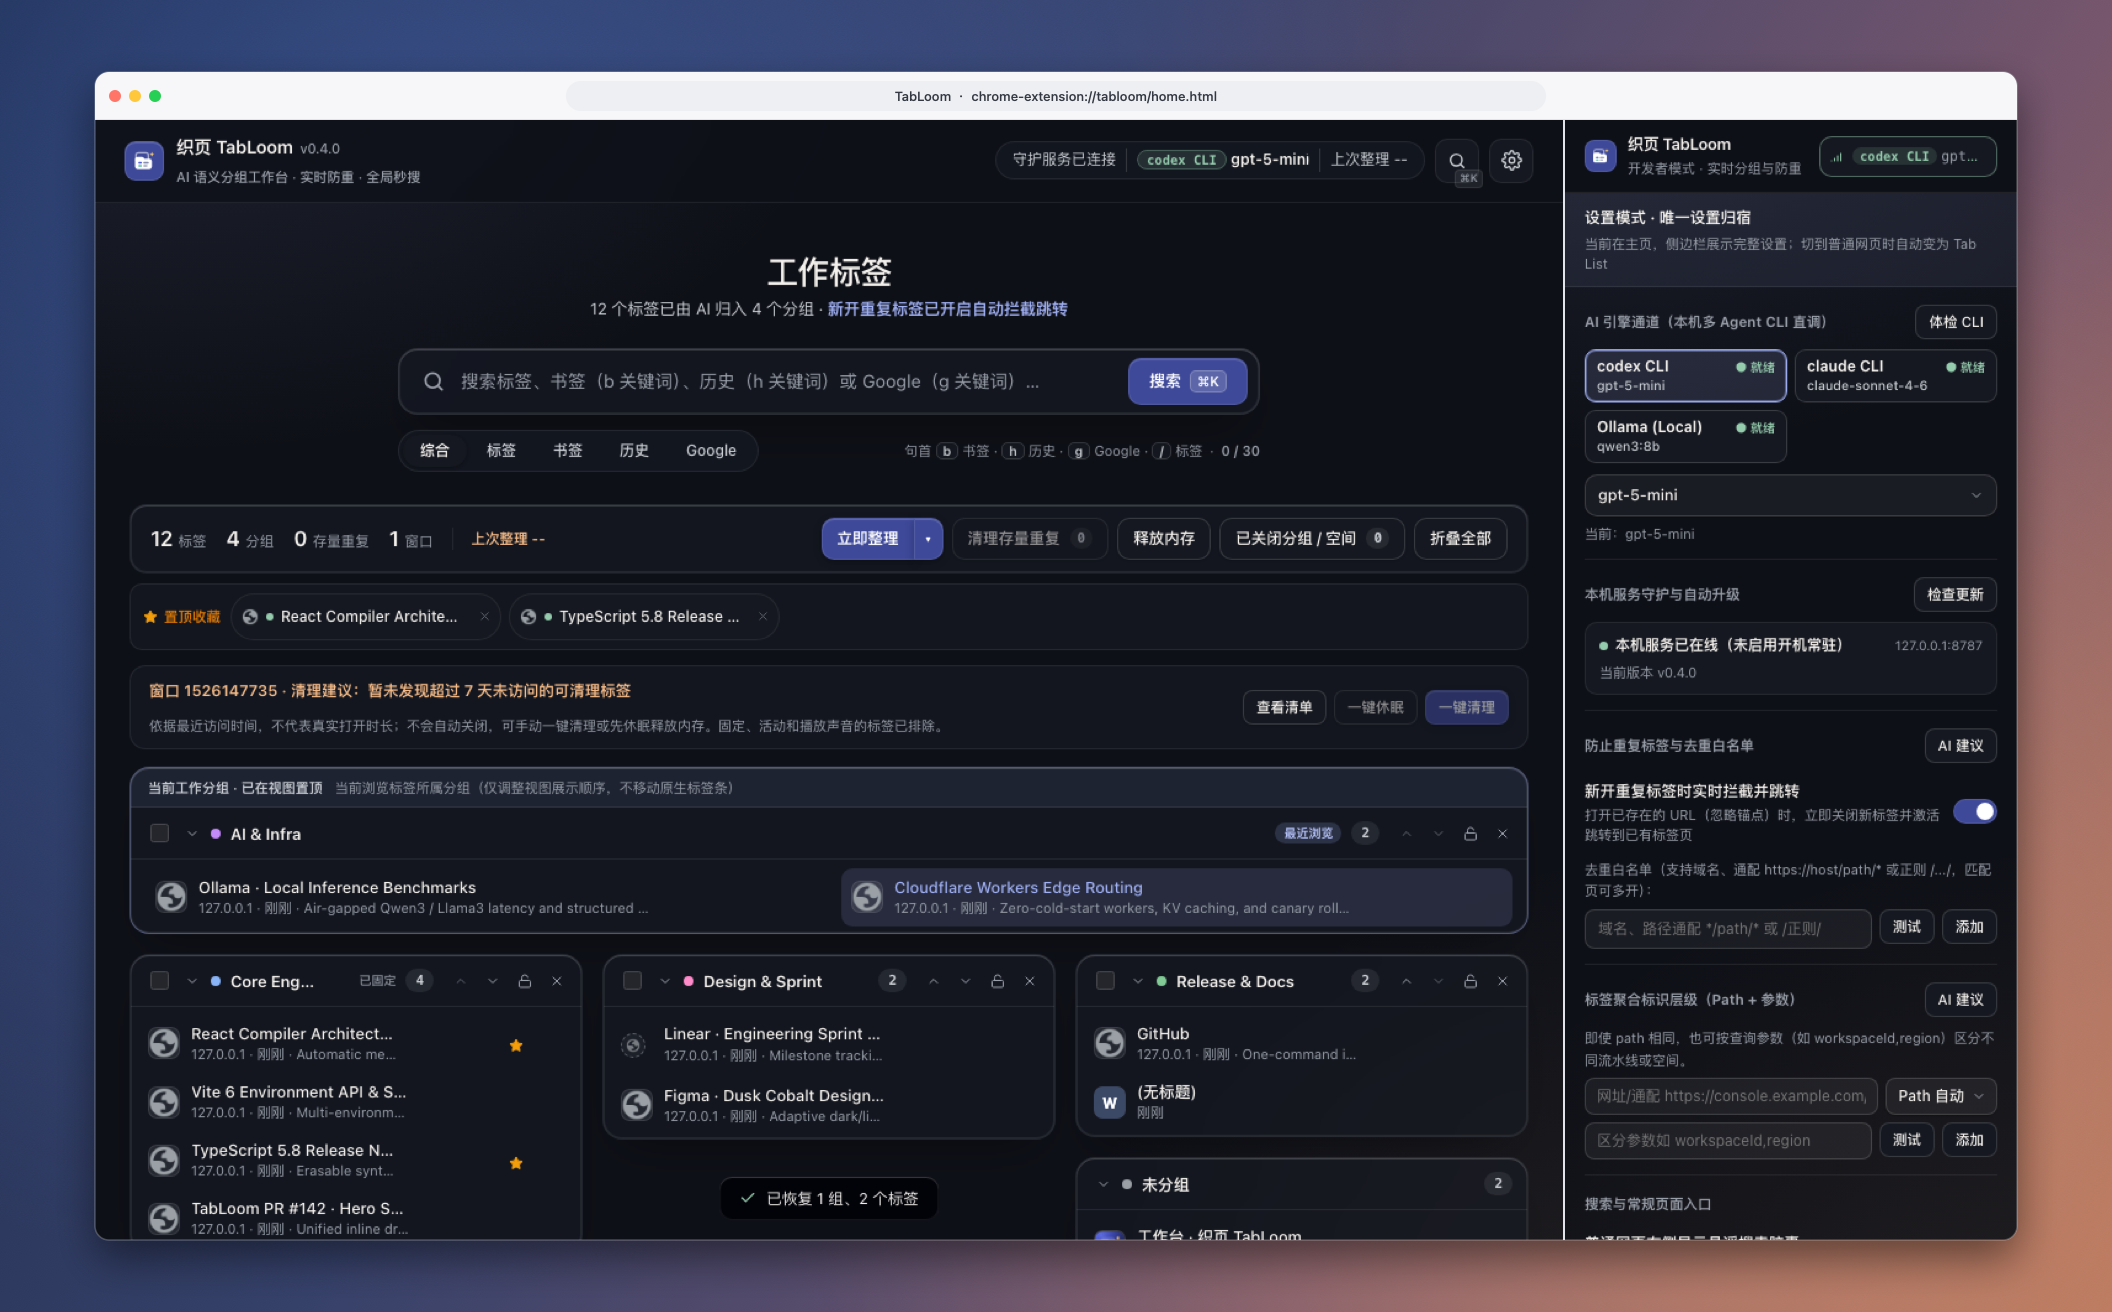 TabLoom · chrome-extension://tabloom/home.html
织页 TabLoom v0.4.0
AI 语义分组工作台 · 实时防重 · 全局秒搜
守护服务已连接 codex CLI gpt-5-mini 上次整理 --
⌘K
工作标签
12 个标签已由 AI 归入 4 个分组 · 新开重复标签已开启自动拦截跳转
搜索标签、书签（b 关键词）、历史（h 关键词）或 Google（g 关键词）...
搜索 ⌘K
综合 标签 书签 历史 Google
句首 b 书签 · h 历史 · g Google · / 标签 · 0 / 30
12 标签 4 分组 0 存量重复 1 窗口 上次整理 --
立即整理 清理存量重复 0 释放内存 已关闭分组 / 空间 0 折叠全部
置顶收藏 React Compiler Archite... TypeScript 5.8 Release ...
窗口 1526147735 · 清理建议：暂未发现超过 7 天未访问的可清理标签
依据最近访问时间，不代表真实打开时长；不会自动关闭，可手动一键清理或先休眠释放内存。固定、活动和播放声音的标签已排除。
查看清单 一键休眠 一键清理
当前工作分组 · 已在视图置顶 当前浏览标签所属分组（仅调整视图展示顺序，不移动原生标签条）
AI & Infra 最近浏览 2
Ollama · Local Inference Benchmarks
127.0.0.1 · 刚刚 · Air-gapped Qwen3 / Llama3 latency and structured ...
Cloudflare Workers Edge Routing
127.0.0.1 · 刚刚 · Zero-cold-start workers, KV caching, and canary roll...
Core Eng... 已固定 4
React Compiler Architect...
127.0.0.1 · 刚刚 · Automatic me...
Vite 6 Environment API & S...
127.0.0.1 · 刚刚 · Multi-environm...
TypeScript 5.8 Release N...
127.0.0.1 · 刚刚 · Erasable synt...
TabLoom PR #142 · Hero S...
127.0.0.1 · 刚刚 · Unified inline dr...
Design & Sprint 2
Linear · Engineering Sprint ...
127.0.0.1 · 刚刚 · Milestone tracki...
Figma · Dusk Cobalt Design...
127.0.0.1 · 刚刚 · Adaptive dark/li...
Release & Docs 2
GitHub
127.0.0.1 · 刚刚 · One-command i...
W
(无标题)
刚刚
未分组 2
工作台 · 织页 TabLoom
已恢复 1 组、2 个标签
织页 TabLoom
开发者模式 · 实时分组与防重
codex CLI gpt...
设置模式 · 唯一设置归宿
当前在主页，侧边栏展示完整设置；切到普通网页时自动变为 Tab
List
AI 引擎通道（本机多 Agent CLI 直调） 体检 CLI
codex CLI 就绪
gpt-5-mini
claude CLI 就绪
claude-sonnet-4-6
Ollama (Local) 就绪
qwen3:8b
gpt-5-mini
当前：gpt-5-mini
本机服务守护与自动升级 检查更新
本机服务已在线（未启用开机常驻） 127.0.0.1:8787
当前版本 v0.4.0
防止重复标签与去重白名单 AI 建议
新开重复标签时实时拦截并跳转
打开已存在的 URL（忽略锚点）时，立即关闭新标签并激活
跳转到已有标签页
去重白名单（支持域名、通配 https://host/path/* 或正则 /.../，匹配
页可多开）：
域名、路径通配 */path/* 或 /正则/ 测试 添加
标签聚合标识层级（Path + 参数） AI 建议
即使 path 相同，也可按查询参数（如 workspaceId,region）区分不
同流水线或空间。
网址/通配 https://console.example.com/ Path 自动
区分参数如 workspaceId,region 测试 添加
搜索与常规页面入口